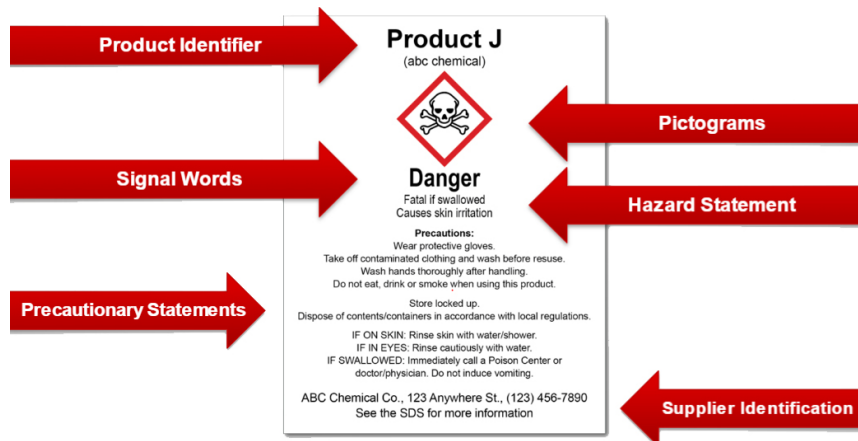 Product Identifier
Product J
(abc chemical)
Pictograms
Signal Words
Danger
Hazard Statement
Fatal if swallowed
Causes skin irritation
Precautions:
Wear protective gloves.
Take off contaminated clothing and wash before resuse.
Wash hands thoroughly after handling.
Do not eat, drink or smoke when using this product.
Precautionary Statements
Store locked up.
Dispose of contents/containers in accordance with local regulations.
IF ON SKIN: Rinse skin with water/shower.
IF IN EYES: Rinse cautiously with water.
IF SWALLOWED: Immediately call a Poison Center or
doctor/physician. Do not induce vomiting.
ABC Chemical Co., 123 Anywhere St., (123) 456-7890
See the SDS for more information
Supplier Identification